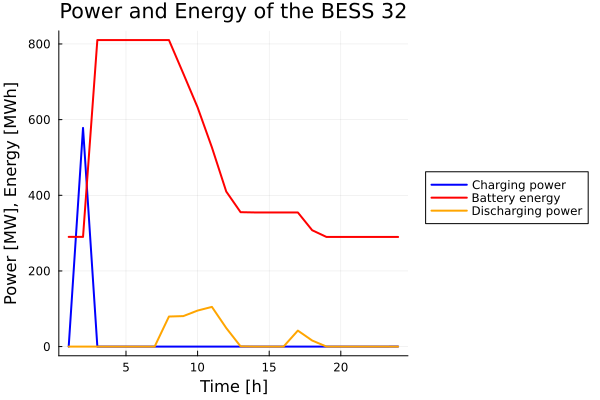 Power and Energy of the BESS 32
Power [MW], Energy [MWh]
800
600
400
200
0
5 10 15 20
Time [h]
Charging power
Battery energy
Discharging power